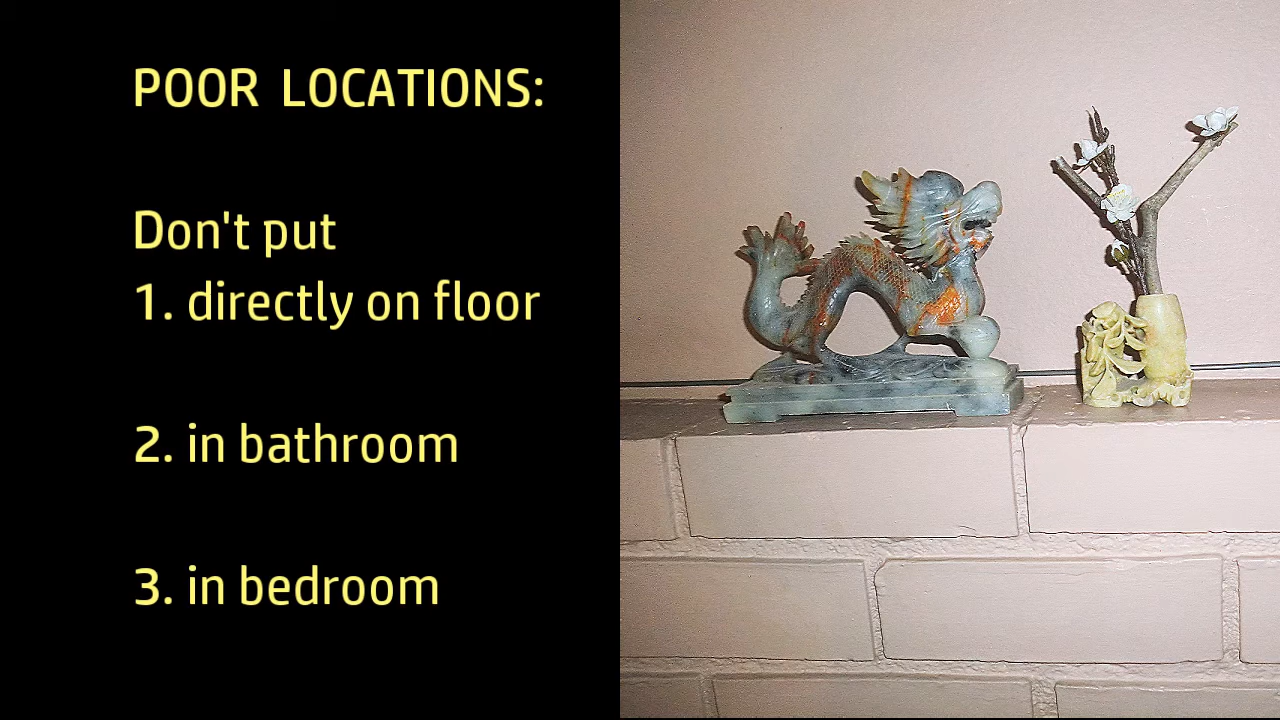 POOR LOCATIONS:
Don't put
1. directly on floor
2. in bathroom
3. in bedroom